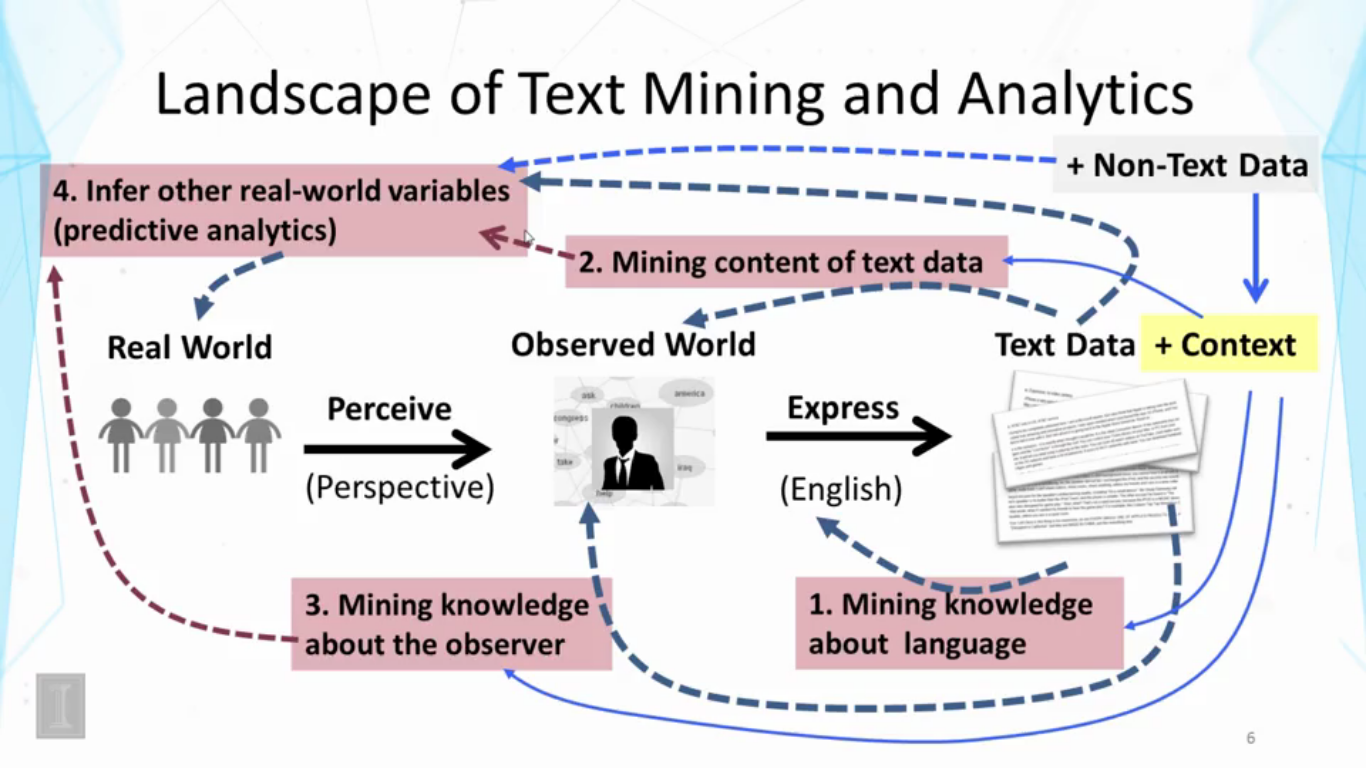 Landscape of Text Mining and Analytics
+ Non-Text Data
4. Infer other real-world variables
(predictive analytics)
2. Mining content of text data
Real World
Observed World
Text Data
+ Context
Perceive
(Perspective)
ask
america
congress
children
take
iraq
help
Express
(English)
3. Mining knowledge
about the observer
1. Mining knowledge
about language
I
6